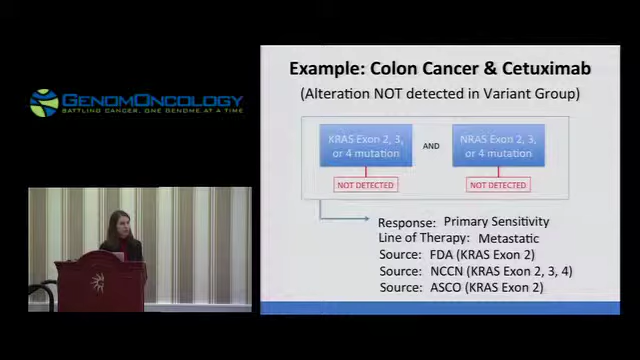 GENOMONCOLOGY
BATTLING CANCER, ONE GENOME AT A TIME
Example: Colon Cancer & Cetuximab
(Alteration NOT detected in Variant Group)
KRAS Exon 2, 3,
or 4 mutation
AND
NRAS Exon 2, 3,
or 4 mutation
NOT DETECTED
NOT DETECTED
Response: Primary Sensitivity
Line of Therapy: Metastatic
Source: FDA (KRAS Exon 2)
Source: NCCN (KRAS Exon 2, 3, 4)
Source: ASCO (KRAS Exon 2)